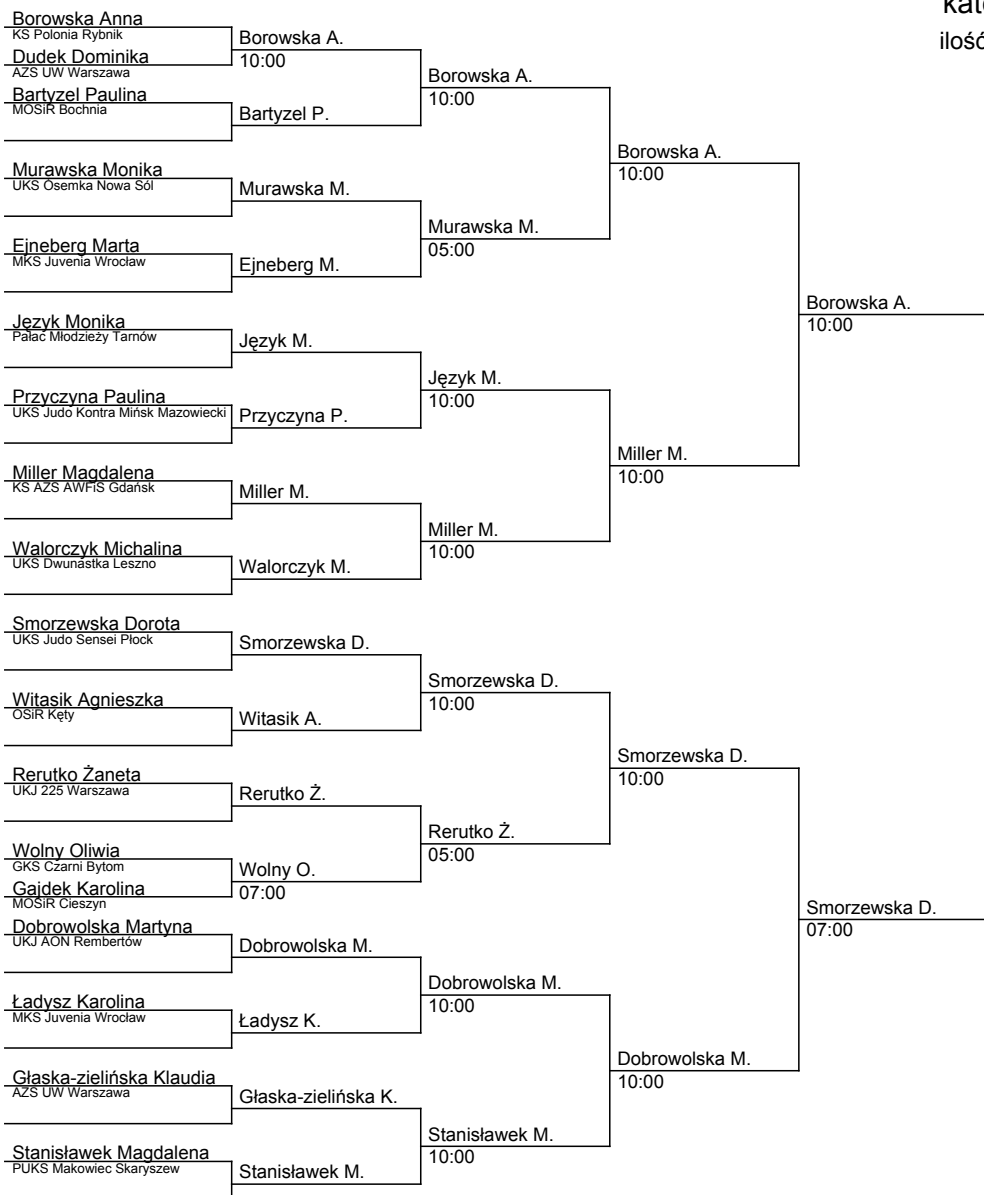 Borowska Anna
KS Polonia Rybnik
Dudek Dominika
AZS UW Warszawa
Bartyzel Paulina
MOSiR Bochnia
Murawska Monika
UKS Ósemka Nowa Sól
Ejneberg Marta
MKS Juvenia Wrocław
Język Monika
Pałac Młodzieży Tarnów
Przyczyna Paulina
UKS Judo Kontra Mińsk Mazowiecki
Miller Magdalena
KS AZS AWFiS Gdańsk
Walorczyk Michalina
UKS Dwunastka Leszno
Smorzewska Dorota
UKS Judo Sensei Płock
Witasik Agnieszka
OSiR Kęty
Rerutko Żaneta
UKJ 225 Warszawa
Wolny Oliwia
GKS Czarni Bytom
Gajdek Karolina
MOSiR Cieszyn
Dobrowolska Martyna
UKJ AON Rembertów
Ładysz Karolina
MKS Juvenia Wrocław
Głaska-zielińska Klaudia
AZS UW Warszawa
Stanisławek Magdalena
PUKS Makowiec Skaryszew
Borowska A.
10:00
Bartyzel P.
Murawska M.
Ejneberg M.
Język M.
Przyczyna P.
Miller M.
Walorczyk M.
Smorzewska D.
Witasik A.
Rerutko Ż.
Wolny O.
07:00
Dobrowolska M.
Ładysz K.
Głaska-zielińska K.
Stanisławek M.
Borowska A.
10:00
Murawska M.
05:00
Język M.
10:00
Miller M.
10:00
Smorzewska D.
10:00
Rerutko Ż.
05:00
Dobrowolska M.
10:00
Stanisławek M.
10:00
Borowska A.
10:00
Miller M.
10:00
Smorzewska D.
10:00
Dobrowolska M.
10:00
Borowska A.
10:00
Smorzewska D.
07:00
kate
ilość